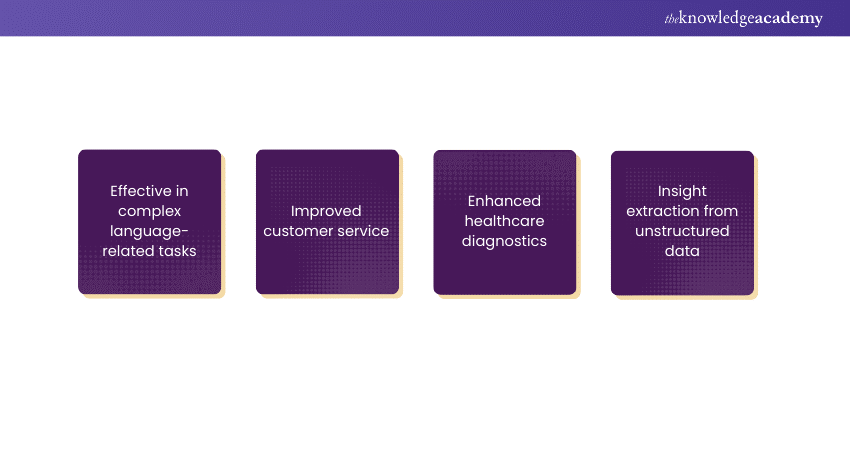 theknowledgeacademy
Effective in
complex
language-
related tasks
Improved
customer service
Enhanced
healthcare
diagnostics
Insight
extraction from
unstructured
data